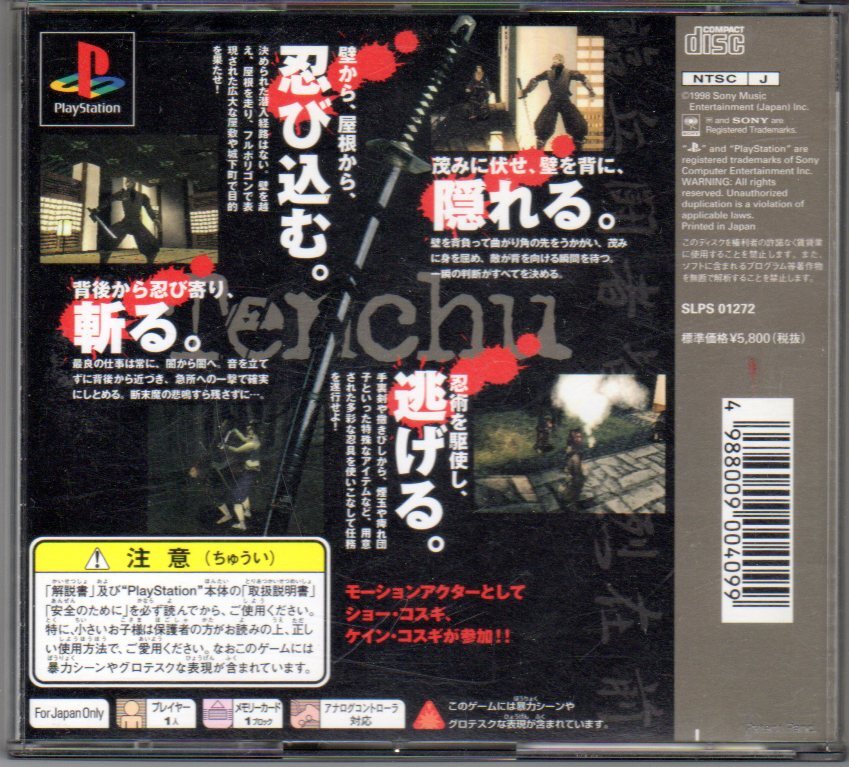 PlayStation
壁から、屋根から、
忍び込む。
決められた潜入経路はない。壁を越
え、屋根を走り、フルポリゴンで表
現された広大な屋敷や城下町で目的
を果たせ!
茂みに伏せ、壁を背に、
隠れる。
壁を背負って曲がり角の先をうかがい、茂み
に身を屈め、敵が背を向ける瞬間を待つ。
一瞬の判断がすべてを決める。
背後から忍び寄り、
斬る。
最良の仕事は常に、闇から闇へ。音を立て
ずに背後から近づき、急所への一撃で確実
にしとめる。断末魔の悲鳴すら残さずに…。
Tenchu
忍術を駆使し、
逃げる。
手裏剣や撒きびしから、煙玉や痺れ団
子といった特殊なアイテムなど、用意
された多彩な忍具を使いこなして任務
を遂行せよ!
臨兵闘者皆陣列在前
注意(ちゅうい)
「解説書」及び"PlayStation"本体の「取扱説明書」
「安全のために」を必ず読んでから、ご使用ください。
特に、小さいお子様は保護者の方がお読みの上、正し
い使用方法で、ご愛用ください。なおこのゲームには
暴力シーンやグロテスクな表現が含まれています。
モーションアクターとして
ショー・コスギ、
ケイン・コスギが参加!!
For Japan Only
プレイヤー
1人
メモリーカード
1ブロック
アナログコントローラ
対応
このゲームには暴力シーンや
グロテスクな表現が含まれています。
COMPACT
disc
NTSC J
©1998 Sony Music
Entertainment (Japan) Inc.
and SONY are
Registered Trademarks.
" " and "PlayStation" are
registered trademarks of Sony
Computer Entertainment Inc.
WARNING: All rights
reserved. Unauthorized
duplication is a violation of
applicable laws.
Printed in Japan
このディスクを権利者の許諾なく賃貸業
に使用することを禁止します。また、
ソフトに含まれるプログラム等著作物
を無断で解析することを禁止します。
SLPS 01272
標準価格¥5,800(税抜)
4 988009 004099